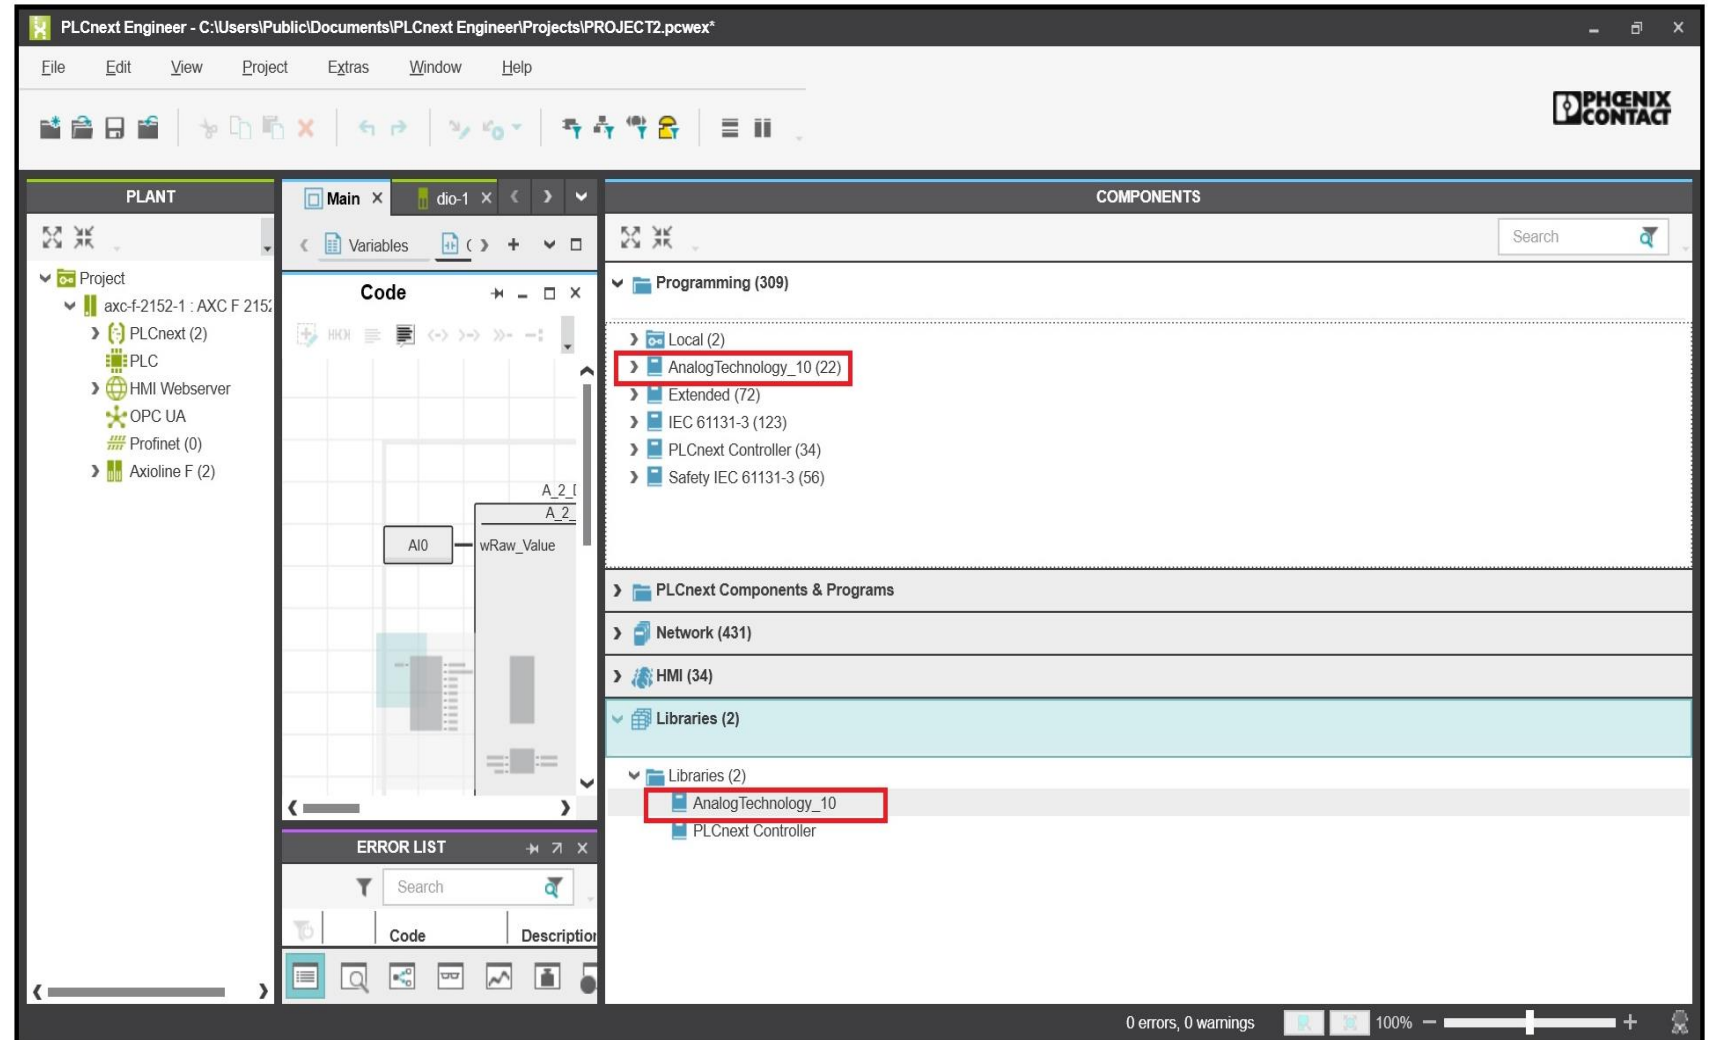 PLCnext Engineer - C:\Users\Public\Documents\PLCnext Engineer\Projects\PROJECT2.pcwex*
File Edit View Project Extras Window Help
PHŒNIX
CONTACT
PLANT
Project
axc-f-2152-1 : AXC F 2152
PLCnext (2)
PLC
HMI Webserver
OPC UA
Profinet (0)
Axioline F (2)
Main
dio-1
Variables
Code
A_2_
A_2_
AI0
wRaw_Value
ERROR LIST
Search
Code Description
COMPONENTS
Search
Programming (309)
Local (2)
AnalogTechnology_10 (22)
Extended (72)
IEC 61131-3 (123)
PLCnext Controller (34)
Safety IEC 61131-3 (56)
PLCnext Components & Programs
Network (431)
HMI (34)
Libraries (2)
Libraries (2)
AnalogTechnology_10
PLCnext Controller
0 errors, 0 warnings
100%